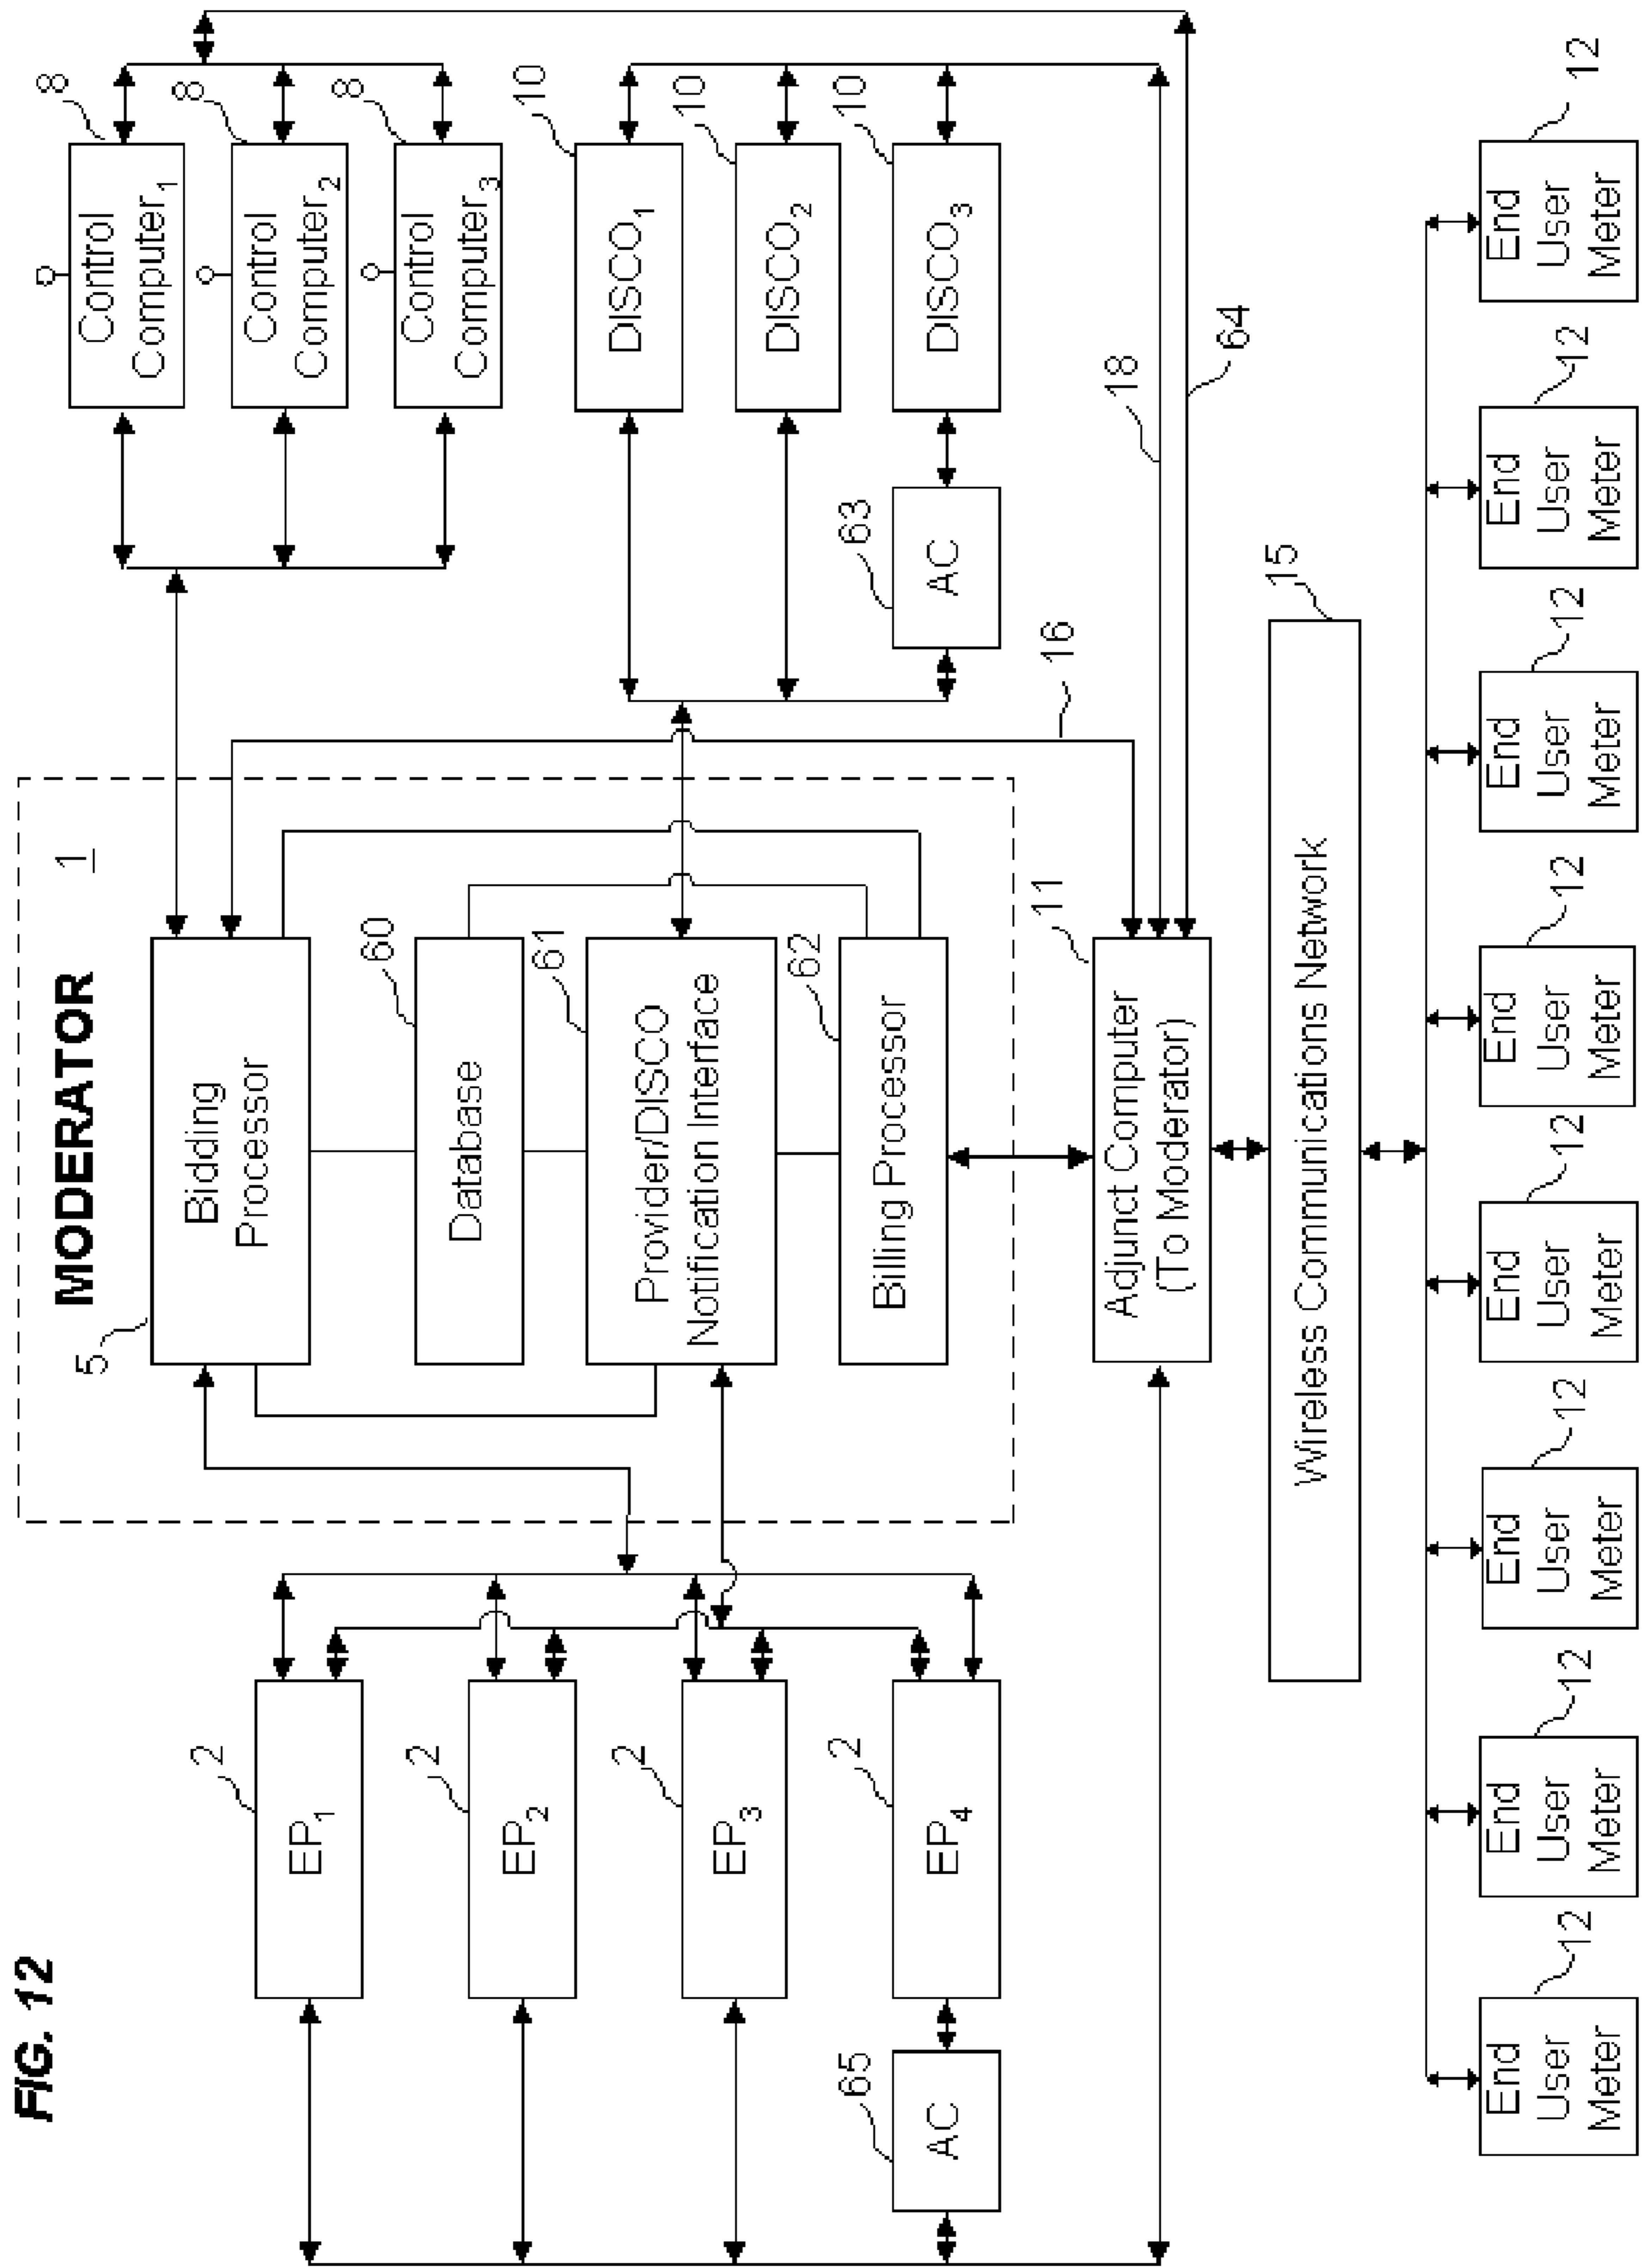 FIG. 12
MODERATOR
1
5
Bidding
Processor
60
Database
61
Provider/DISCO
Notification Interface
62
Billing Processor
2
EP1
2
EP2
2
EP3
2
EP4
65
AC
8
Control
Computer1
8
Control
Computer2
8
Control
Computer3
10
DISCO1
10
DISCO2
10
DISCO3
63
AC
16
18
64
11
Adjunct Computer
(To Moderator)
15
Wireless Communications Network
12
End
User
Meter
12
End
User
Meter
12
End
User
Meter
12
End
User
Meter
12
End
User
Meter
12
End
User
Meter
12
End
User
Meter
12
End
User
Meter